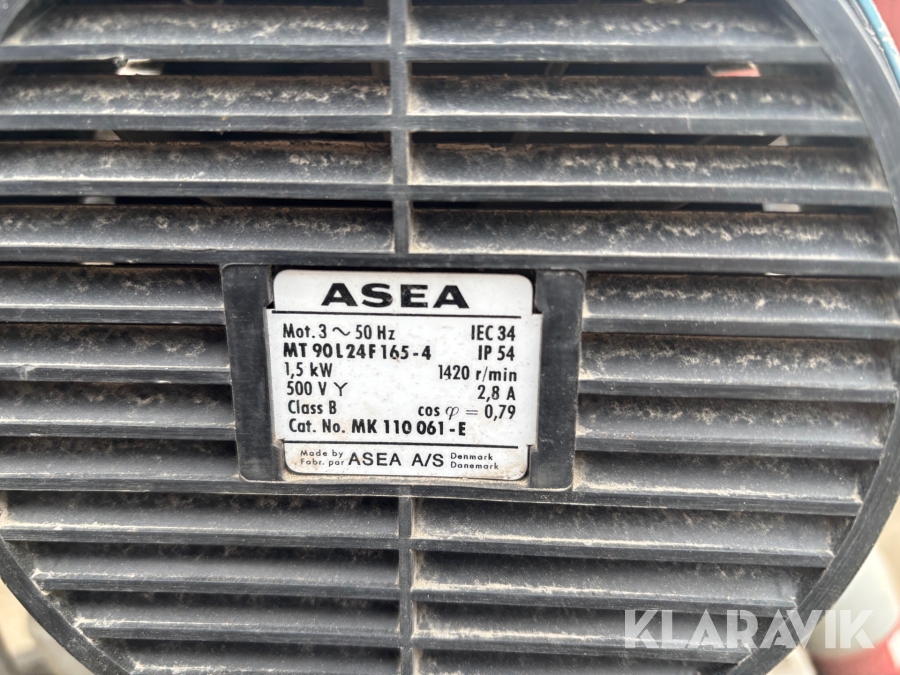 ASEA
Mot. 3 ~ 50 Hz IEC 34
MT 90 L 24 F 165-4 IP 54
1,5 kW 1420 r/min
500 V Y 2,8 A
Class B cos φ = 0,79
Cat. No. MK 110 061-E
Made by ASEA A/S Denmark
Fabr. par Danemark
KLARAVIK